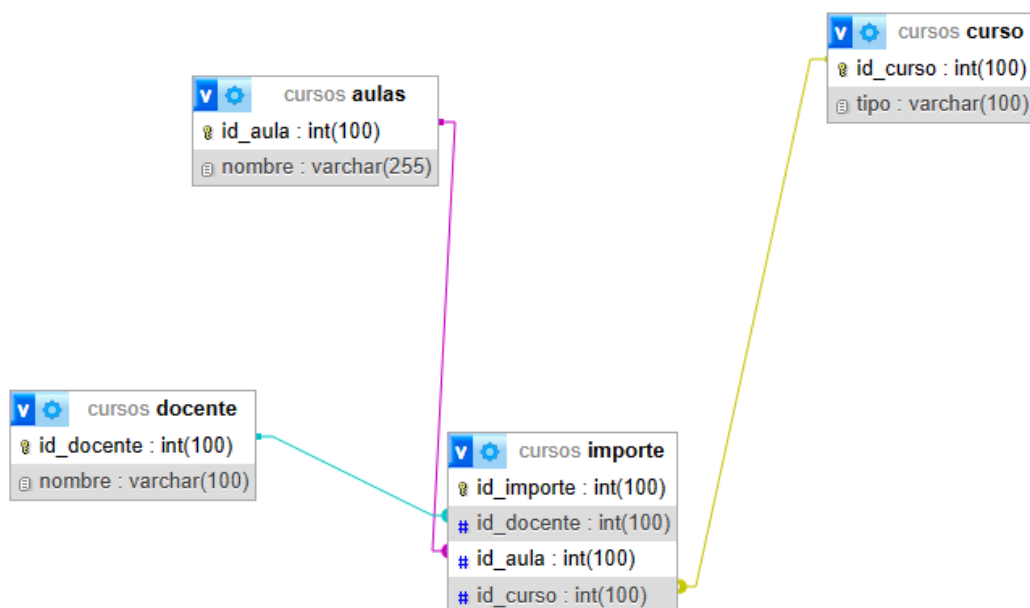 v cursos curso
id_curso : int(100)
tipo : varchar(100)
v cursos aulas
id_aula : int(100)
nombre : varchar(255)
v cursos docente
id_docente : int(100)
nombre : varchar(100)
v cursos importe
id_importe : int(100)
# id_docente : int(100)
# id_aula : int(100)
# id_curso : int(100)